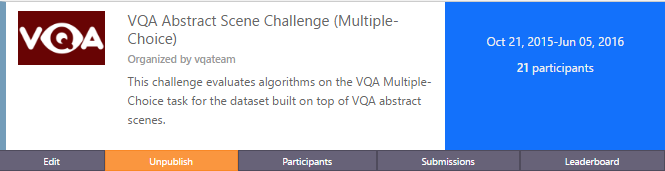 VQA
VQA Abstract Scene Challenge (Multiple-
Choice)
Organized by vqateam
This challenge evaluates algorithms on the VQA Multiple-
Choice task for the dataset built on top of VQA abstract
scenes.
Oct 21, 2015-Jun 05, 2016
21 participants
Edit
Unpublish
Participants
Submissions
Leaderboard